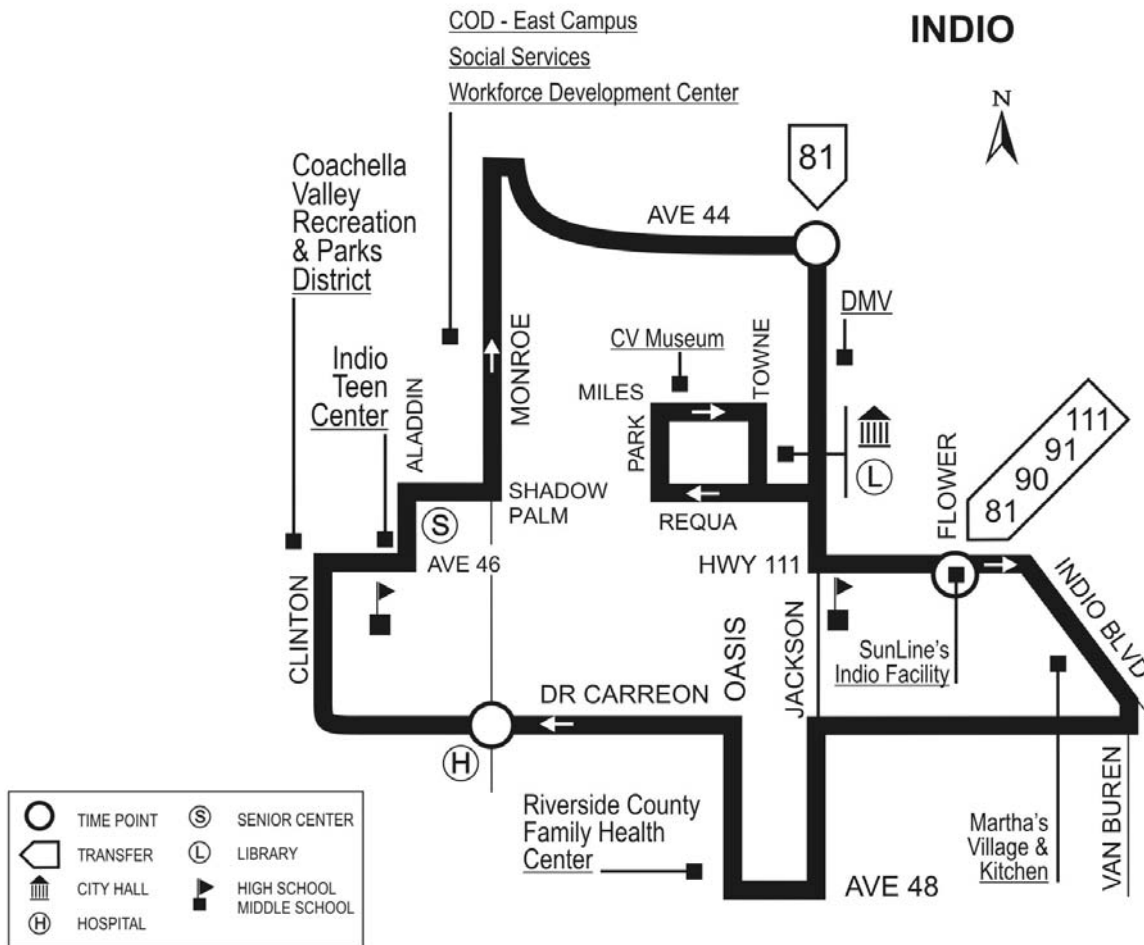 COD - East Campus
Social Services
Workforce Development Center
INDIO
N
81
Coachella
Valley
Recreation
& Parks
District
AVE 44
DMV
Indio
Teen
Center
ALADDIN
MONROE
CV Museum
TOWNE
MILES
PARK
L
FLOWER
111
91
90
81
SHADOW
PALM
REQUA
S
AVE 46
HWY 111
INDIO BLVD
CLINTON
OASIS
JACKSON
SunLine's
Indio Facility
DR CARREON
H
VAN BUREN
Riverside County
Family Health
Center
Martha's
Village &
Kitchen
AVE 48
TIME POINT
S SENIOR CENTER
TRANSFER
L LIBRARY
CITY HALL
HIGH SCHOOL
MIDDLE SCHOOL
H HOSPITAL